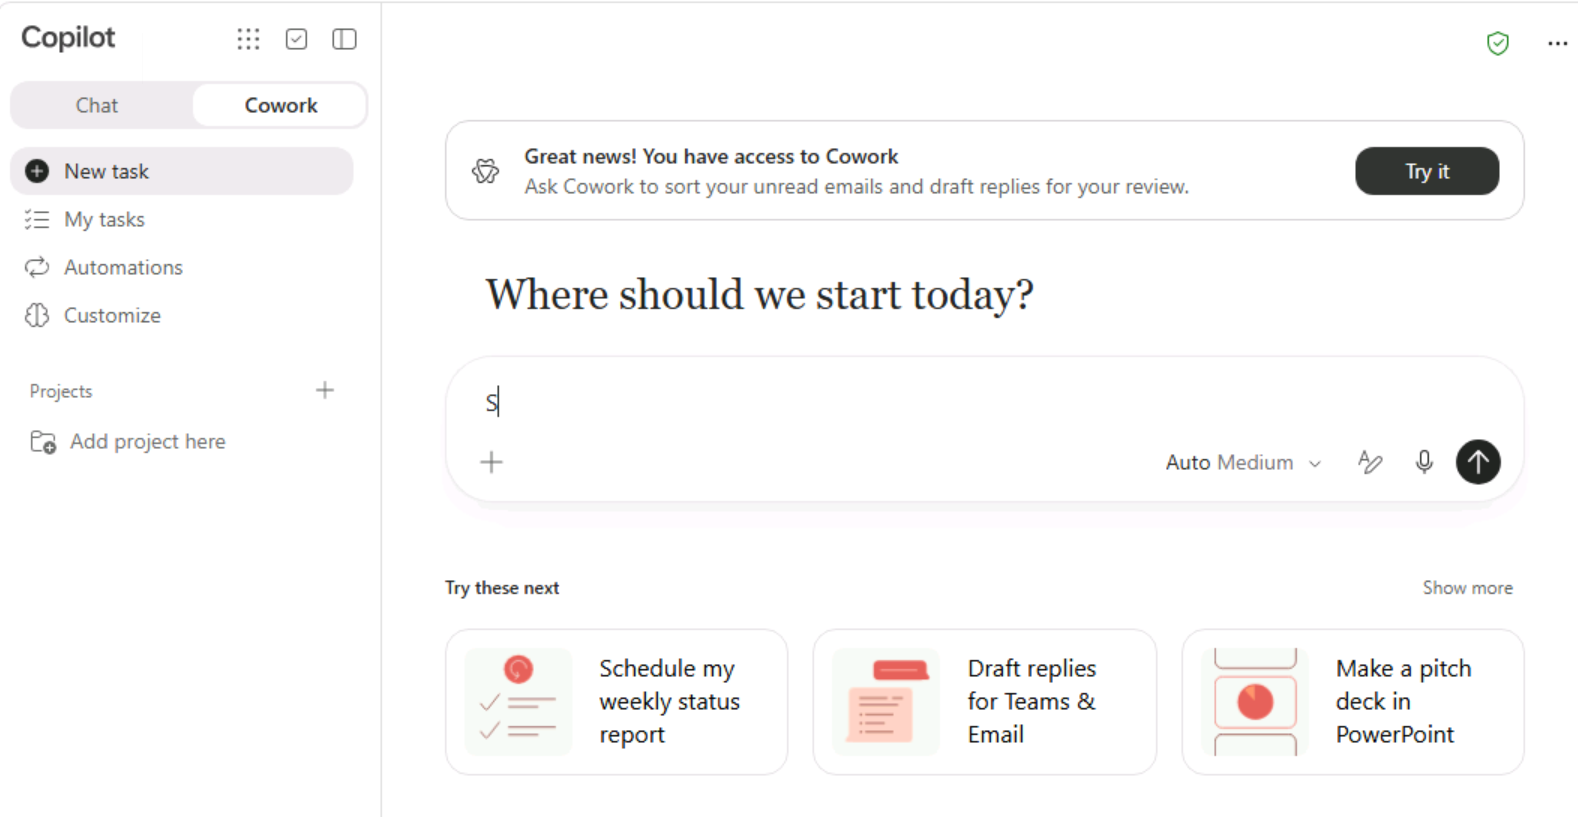 Copilot
Chat
Cowork
New task
My tasks
Automations
Customize
Projects
Add project here
Great news! You have access to Cowork
Ask Cowork to sort your unread emails and draft replies for your review.
Try it
Where should we start today?
S
Auto Medium
Try these next
Show more
Schedule my
weekly status
report
Draft replies
for Teams &
Email
Make a pitch
deck in
PowerPoint